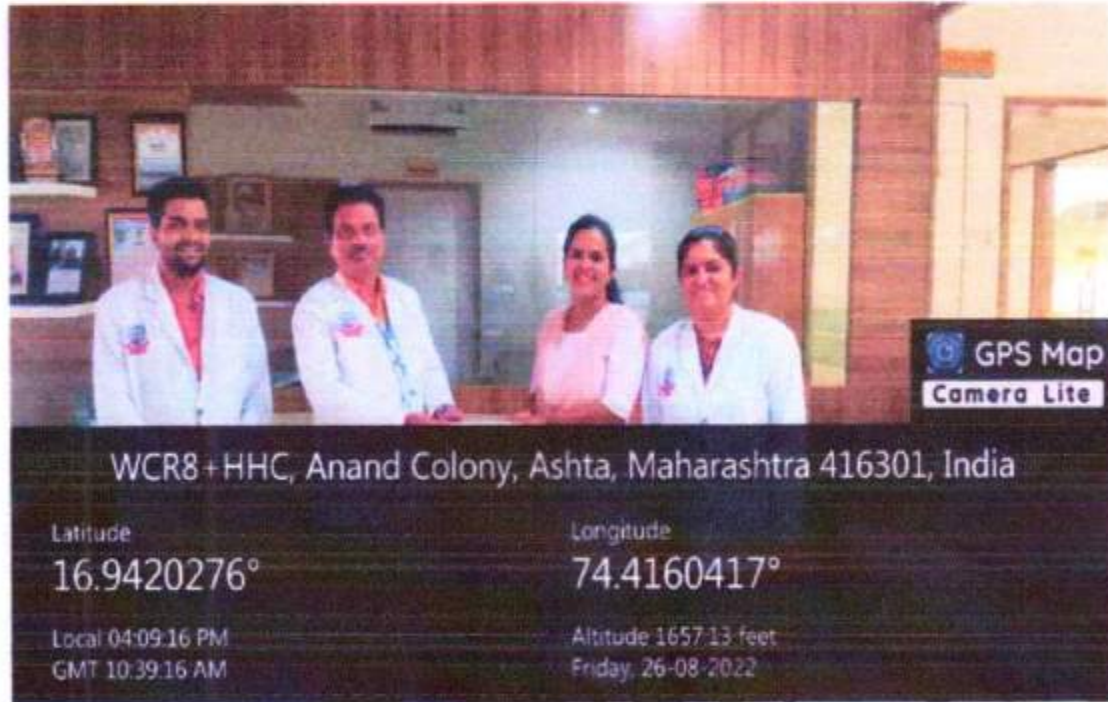 GPS Map
Camera Lite
WCR8+HHC, Anand Colony, Ashta, Maharashtra 416301, India
Latitude
16.9420276°
Longitude
74.4160417°
Local 04:09:16 PM
GMT 10:39:16 AM
Altitude 1657.13 feet
Friday, 26-08-2022